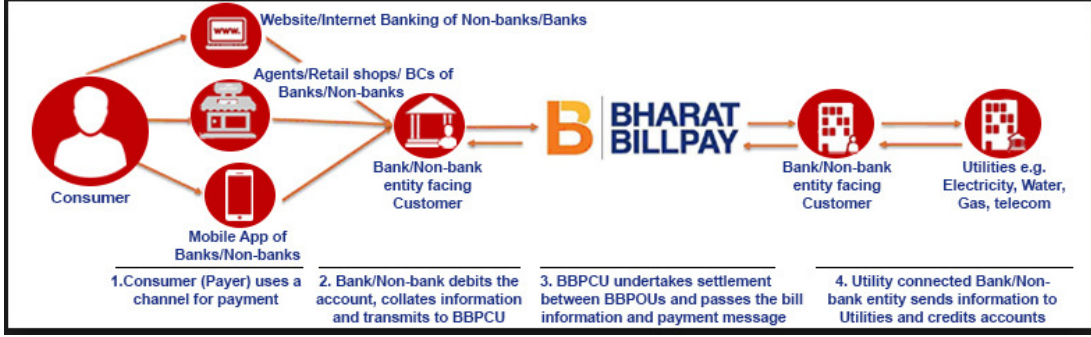 Website/Internet Banking of Non-banks/Banks
www.
Agents/Retail shops/ BCs of
Banks/Non-banks
Consumer
Mobile App of
Banks/Non-banks
Bank/Non-bank
entity facing
Customer
B
BHARAT
BILLPAY
Bank/Non-bank
entity facing
Customer
Utilities e.g.
Electricity, Water,
Gas, telecom
1.Consumer (Payer) uses a
channel for payment
2. Bank/Non-bank debits the
account, collates information
and transmits to BBPCU
3. BBPCU undertakes settlement
between BBPOUs and passes the bill
information and payment message
4. Utility connected Bank/Non-
bank entity sends information to
Utilities and credits accounts